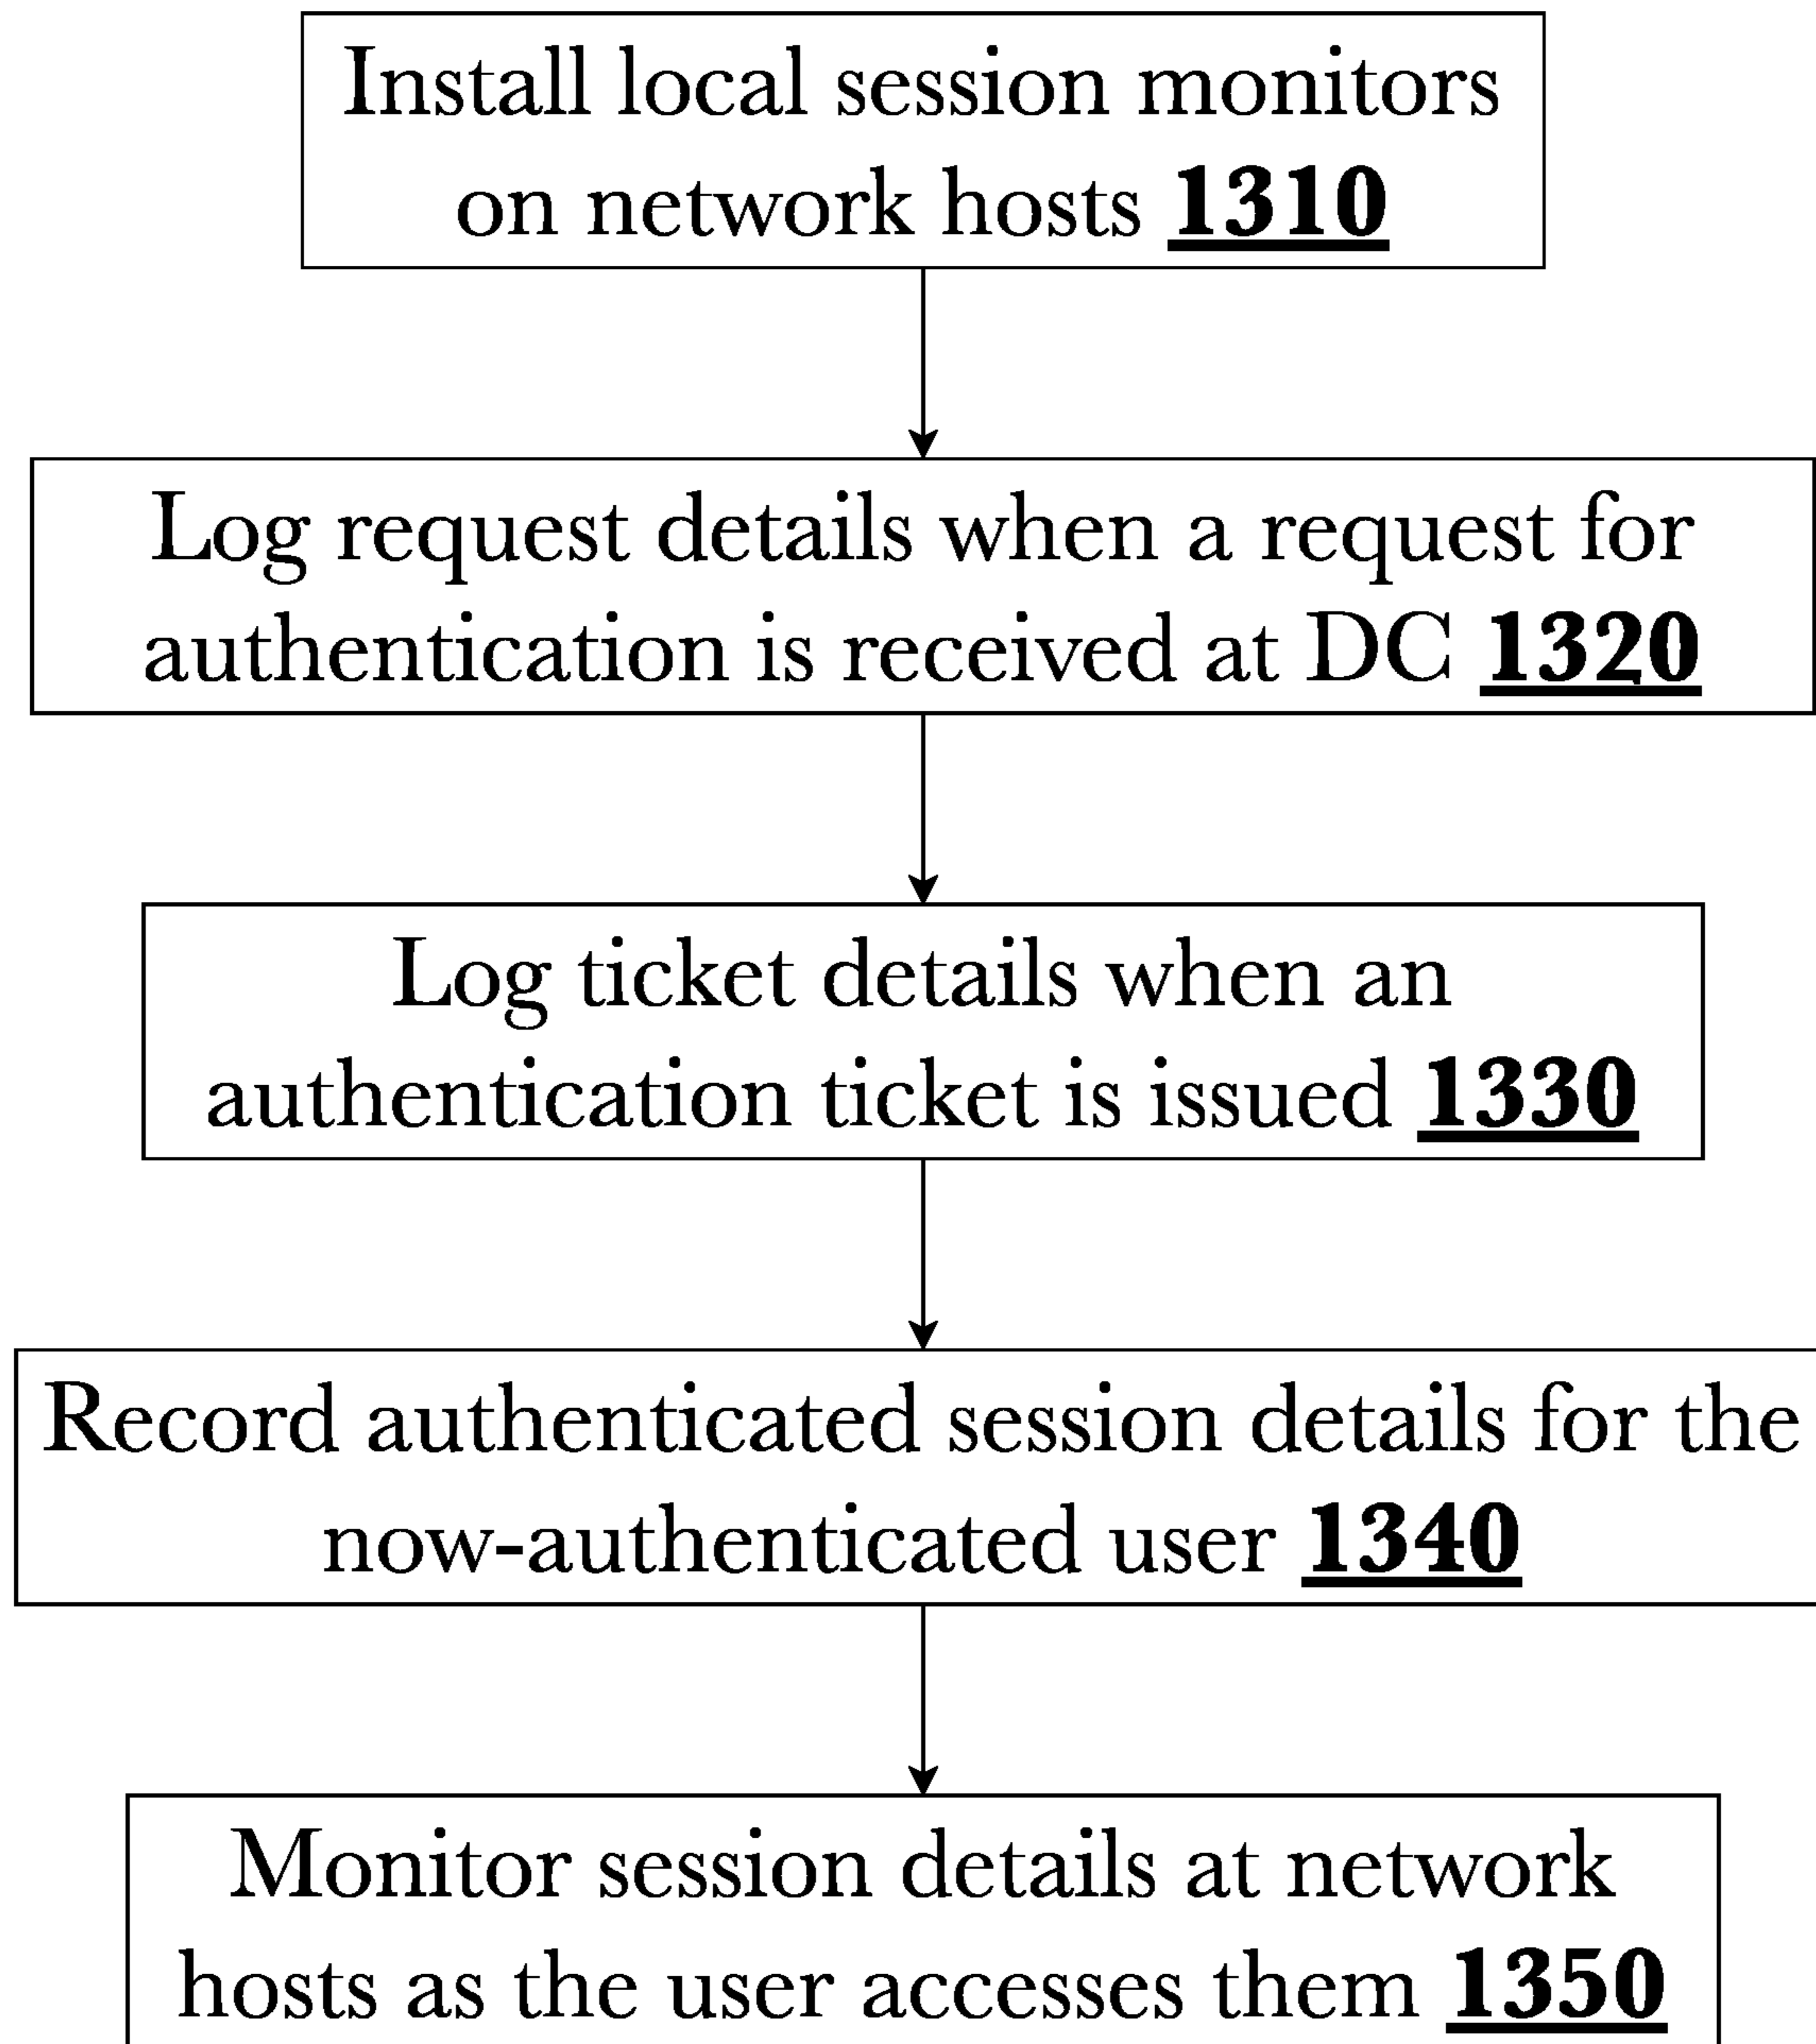 Install local session monitors
on network hosts 1310
Log request details when a request for
authentication is received at DC 1320
Log ticket details when an
authentication ticket is issued 1330
Record authenticated session details for the
now-authenticated user 1340
Monitor session details at network
hosts as the user accesses them 1350